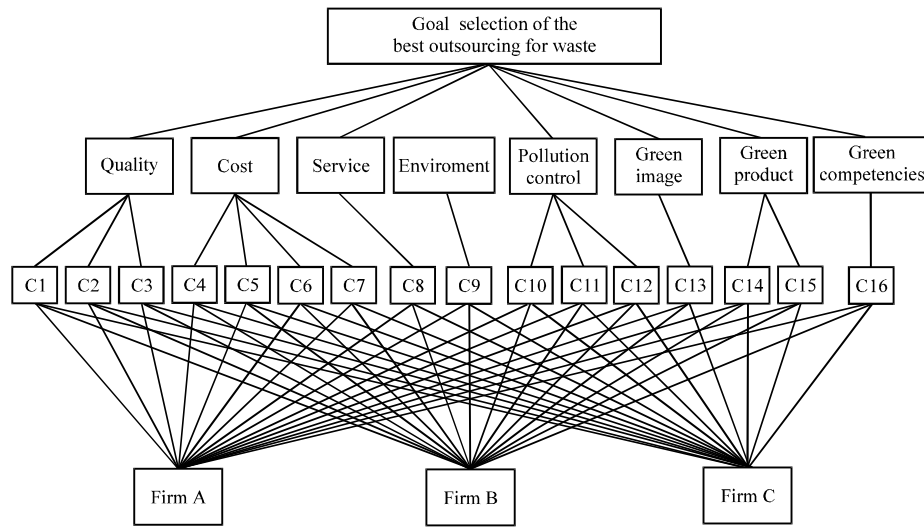 Goal selection of the
best outsourcing for waste
Quality
Cost
Service
Enviroment
Pollution
control
Green
image
Green
product
Green
competencies
C1
C2
C3
C4
C5
C6
C7
C8
C9
C10
C11
C12
C13
C14
C15
C16
Firm A
Firm B
Firm C